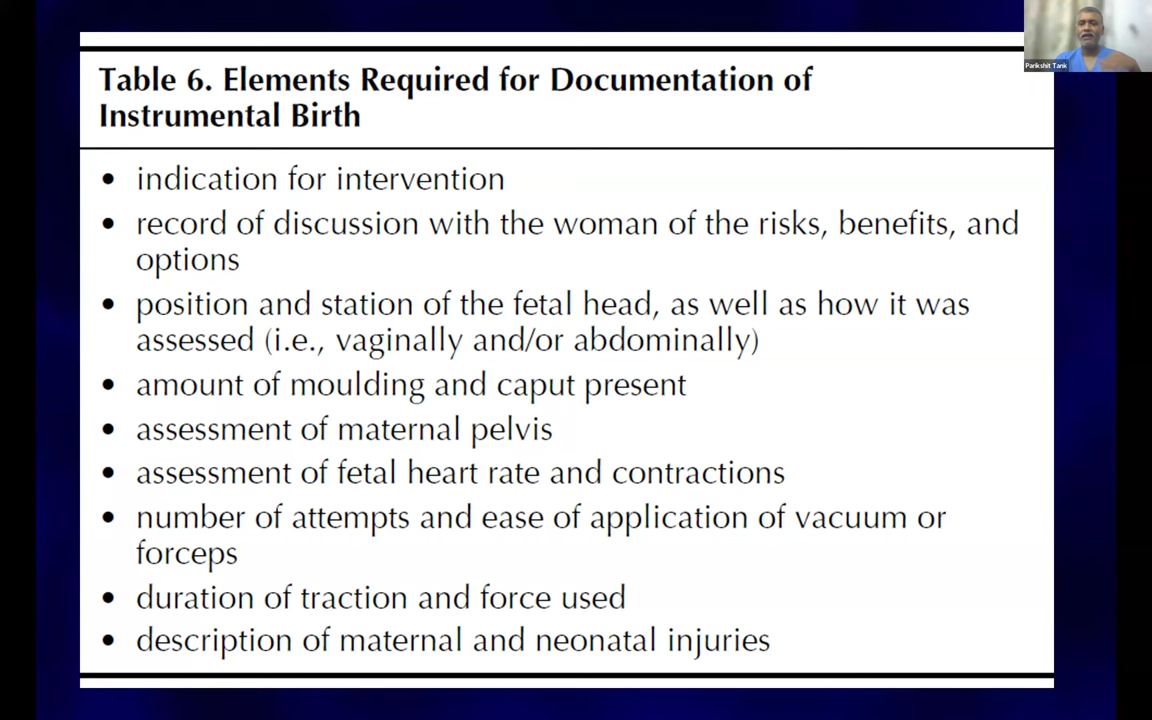 Parikshit Tank
Table 6. Elements Required for Documentation of
Instrumental Birth
• indication for intervention
• record of discussion with the woman of the risks, benefits, and
options
• position and station of the fetal head, as well as how it was
assessed (i.e., vaginally and/or abdominally)
• amount of moulding and caput present
• assessment of maternal pelvis
• assessment of fetal heart rate and contractions
• number of attempts and ease of application of vacuum or
forceps
• duration of traction and force used
• description of maternal and neonatal injuries